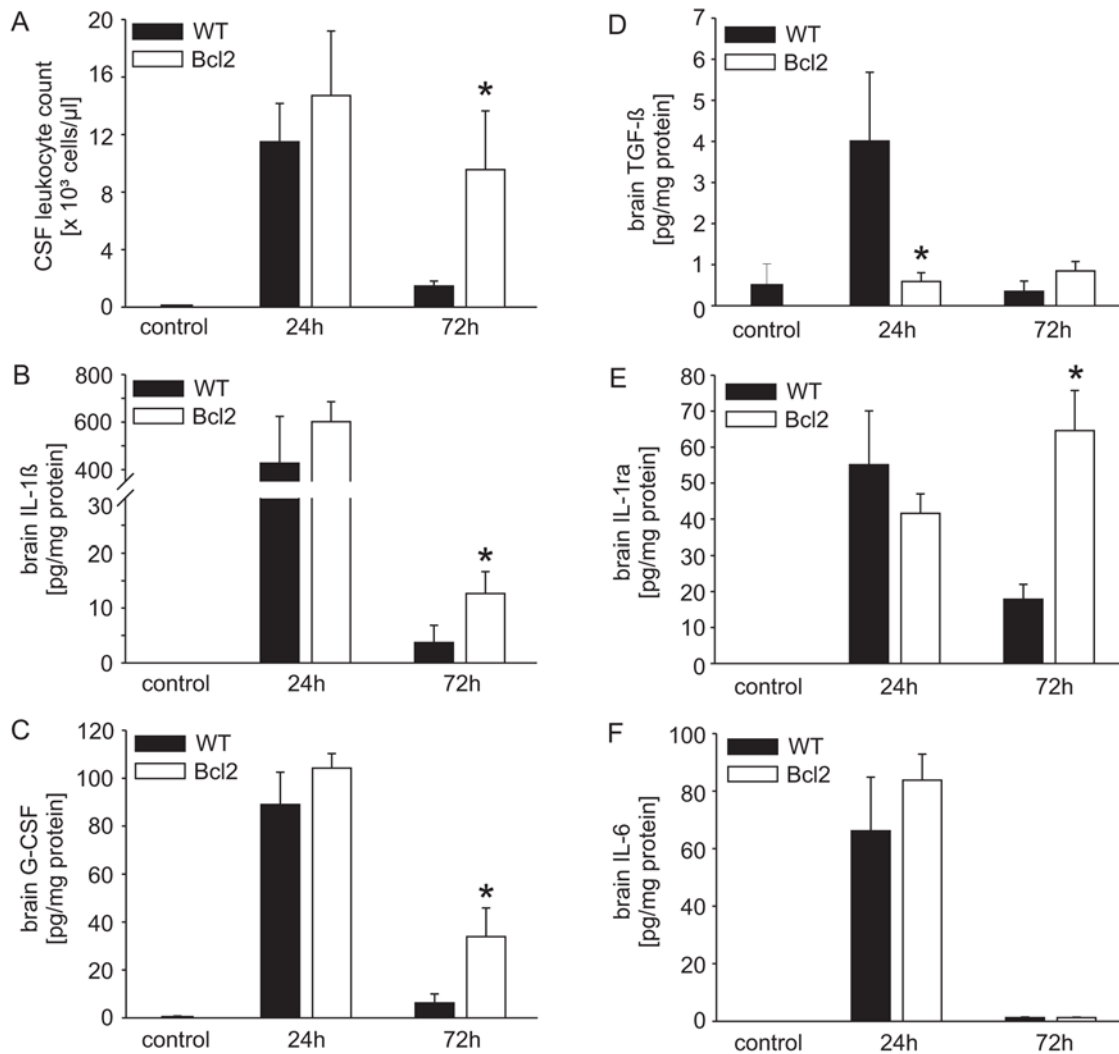 A
CSF leukocyte count
[x 10³ cells/µl]
20
16
12
8
4
0
WT
Bcl2
*
control 24h 72h
B
brain IL-1ß
[pg/mg protein]
800
600
400
30
20
10
0
WT
Bcl2
*
control 24h 72h
C
brain G-CSF
[pg/mg protein]
120
100
80
60
40
20
0
WT
Bcl2
*
control 24h 72h
D
brain TGF-ß
[pg/mg protein]
7
6
5
4
3
2
1
0
WT
Bcl2
*
control 24h 72h
E
brain IL-1ra
[pg/mg protein]
80
70
60
50
40
30
20
10
0
WT
Bcl2
*
control 24h 72h
F
brain IL-6
[pg/mg protein]
100
80
60
40
20
0
WT
Bcl2
control 24h 72h